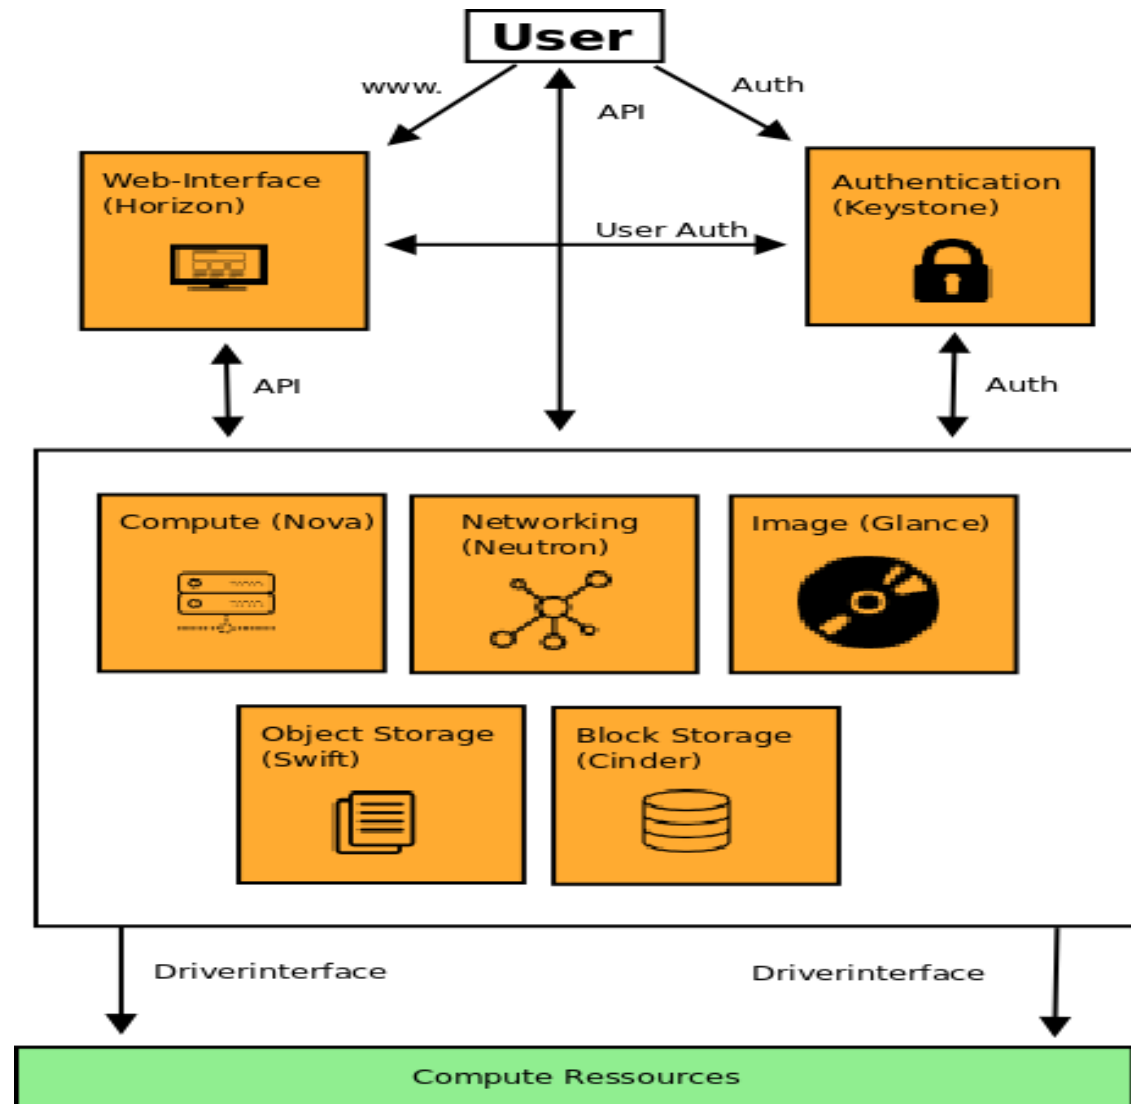 User
www.
API
Auth
Web-Interface
(Horizon)
Authentication
(Keystone)
User Auth
API
Auth
Compute (Nova)
Networking
(Neutron)
Image (Glance)
Object Storage
(Swift)
Block Storage
(Cinder)
Driverinterface
Driverinterface
Compute Ressources